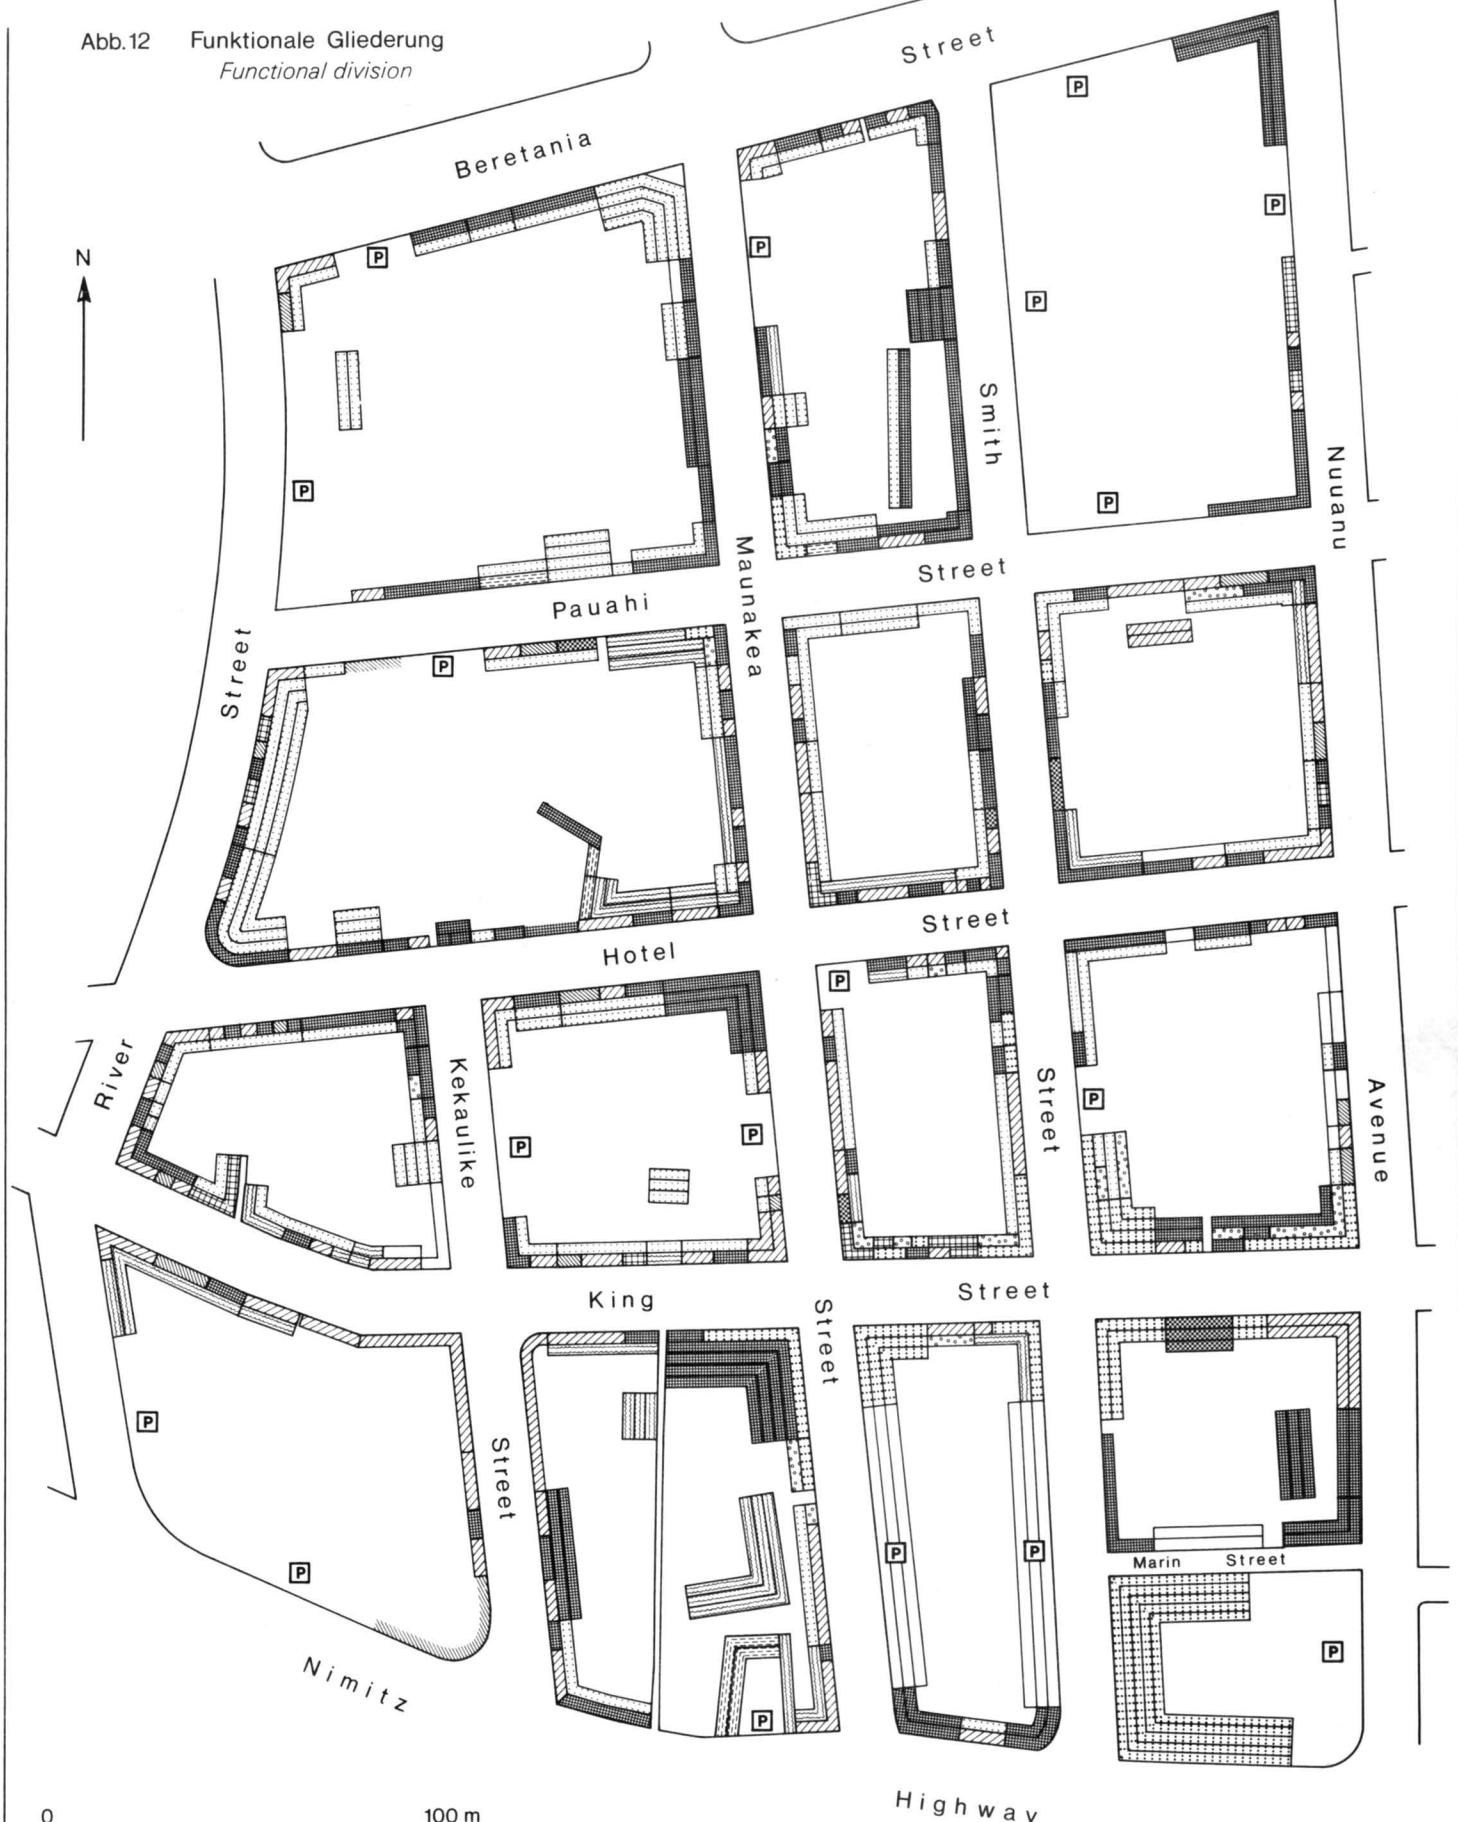 Abb.12 Funktionale Gliederung
Functional division
Street
Beretania
P
P
P
P
N
P
P
Smith
P
P
Nuuanu
Maunakea
Street
Pauahi
Street
P
Street
Hotel
P
River
Kekaulike
Street
P
Avenue
P
P
King
Street
Street
P
Street
P
P
P
Marin Street
P
P
Nimitz
Highway
0 100 m